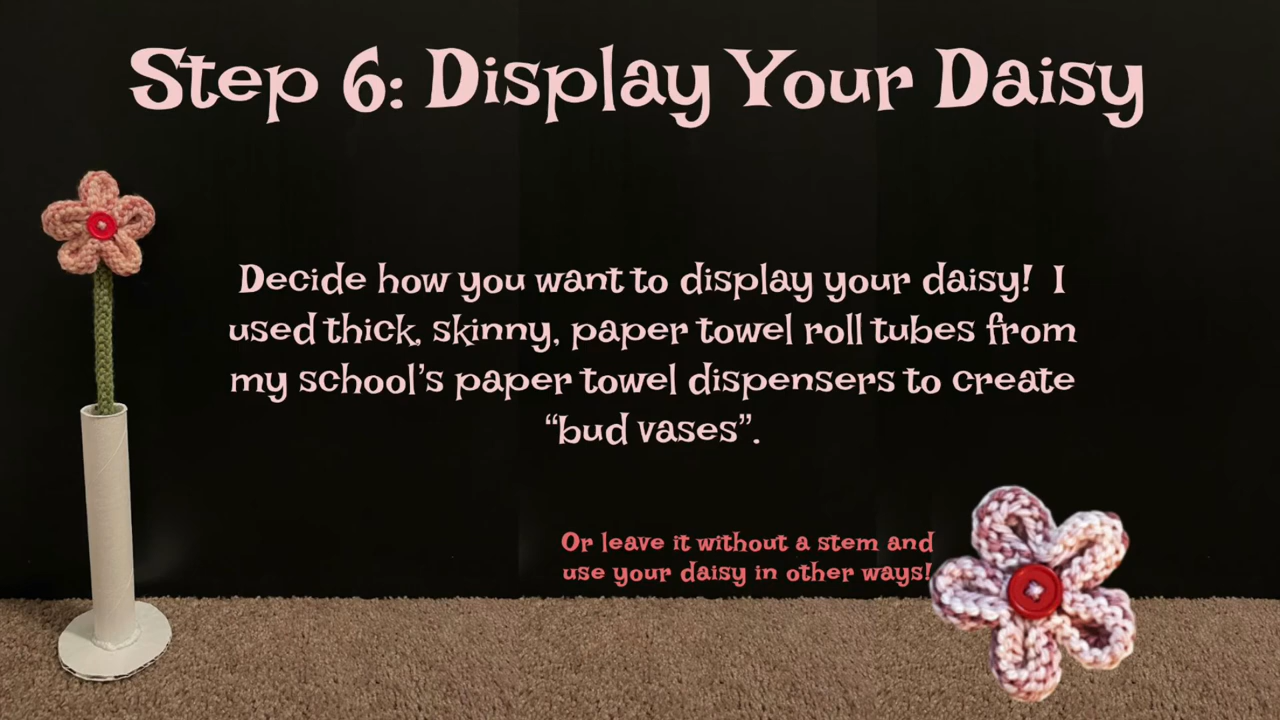 Step 6: Display Your Daisy
Decide how you want to display your daisy!  I
used thick, skinny, paper towel roll tubes from
my school’s paper towel dispensers to create
“bud vases”.
Or leave it without a stem and
use your daisy in other ways!